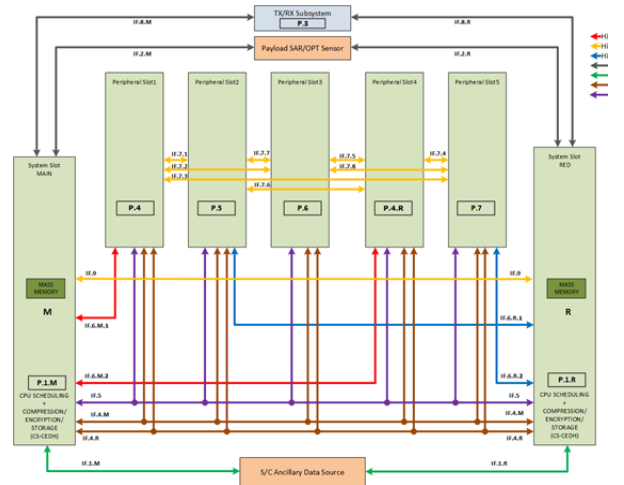 TX/RX Subsystem
P.3
IF.8.M
IF.8.R
Payload SAR/OPT Sensor
IF.2.M
IF.2.R
Peripheral Slot1
Peripheral Slot2
Peripheral Slot3
Peripheral Slot4
Peripheral Slot5
IF.7.1
IF.7.7
IF.7.5
IF.7.4
IF.7.2
IF.7.8
IF.7.3
IF.7.6
P.4
P.5
P.6
P.4.R
P.7
System Slot
MAIN
System Slot
RED
IF.9
IF.9
MASS
MEMORY
M
MASS
MEMORY
R
IF.6.M.1
IF.6.R.1
IF.6.M.2
IF.6.R.2
P.1.M
P.1.R
CPU SCHEDULING
+
COMPRESSION/
ENCRYPTION/
STORAGE
(CS-CEDH)
CPU SCHEDULING
+
COMPRESSION/
ENCRYPTION/
STORAGE
(CS-CEDH)
IF.5
IF.5
IF.4.M
IF.4.M
IF.4.R
IF.4.R
IF.1.M
IF.1.R
S/C Ancillary Data Source